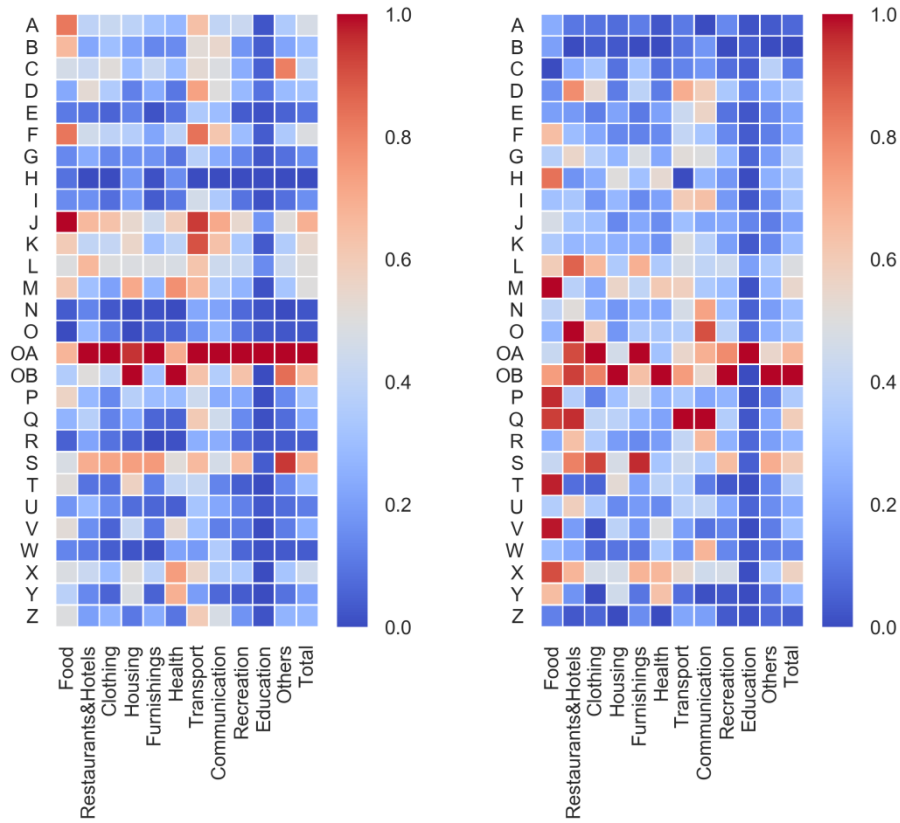 A
B
C
D
E
F
G
H
I
J
K
L
M
N
O
OA
OB
P
Q
R
S
T
U
V
W
X
Y
Z
Food
Restaurants&Hotels
Clothing
Housing
Furnishings
Health
Transport
Communication
Recreation
Education
Others
Total
1.0
0.8
0.6
0.4
0.2
0.0
A
B
C
D
E
F
G
H
I
J
K
L
M
N
O
OA
OB
P
Q
R
S
T
U
V
W
X
Y
Z
Food
Restaurants&Hotels
Clothing
Housing
Furnishings
Health
Transport
Communication
Recreation
Education
Others
Total
1.0
0.8
0.6
0.4
0.2
0.0